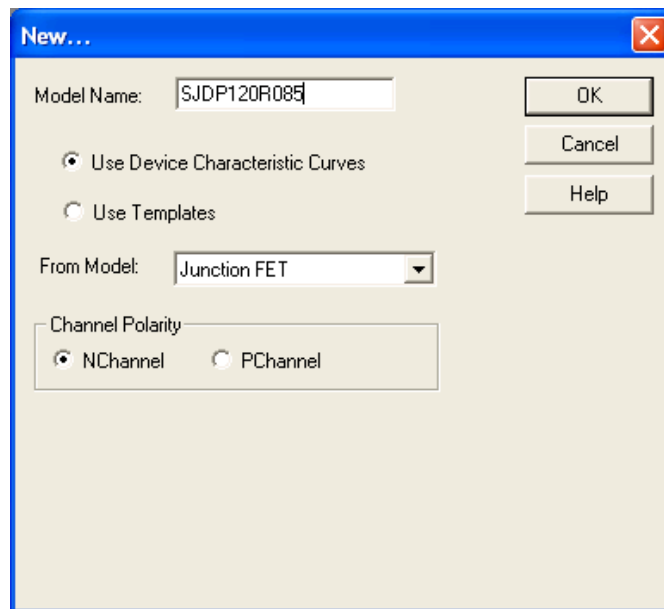 New...
Model Name: SJDP120R085
OK
Cancel
Help
Use Device Characteristic Curves
Use Templates
From Model: Junction FET
Channel Polarity
NChannel PChannel